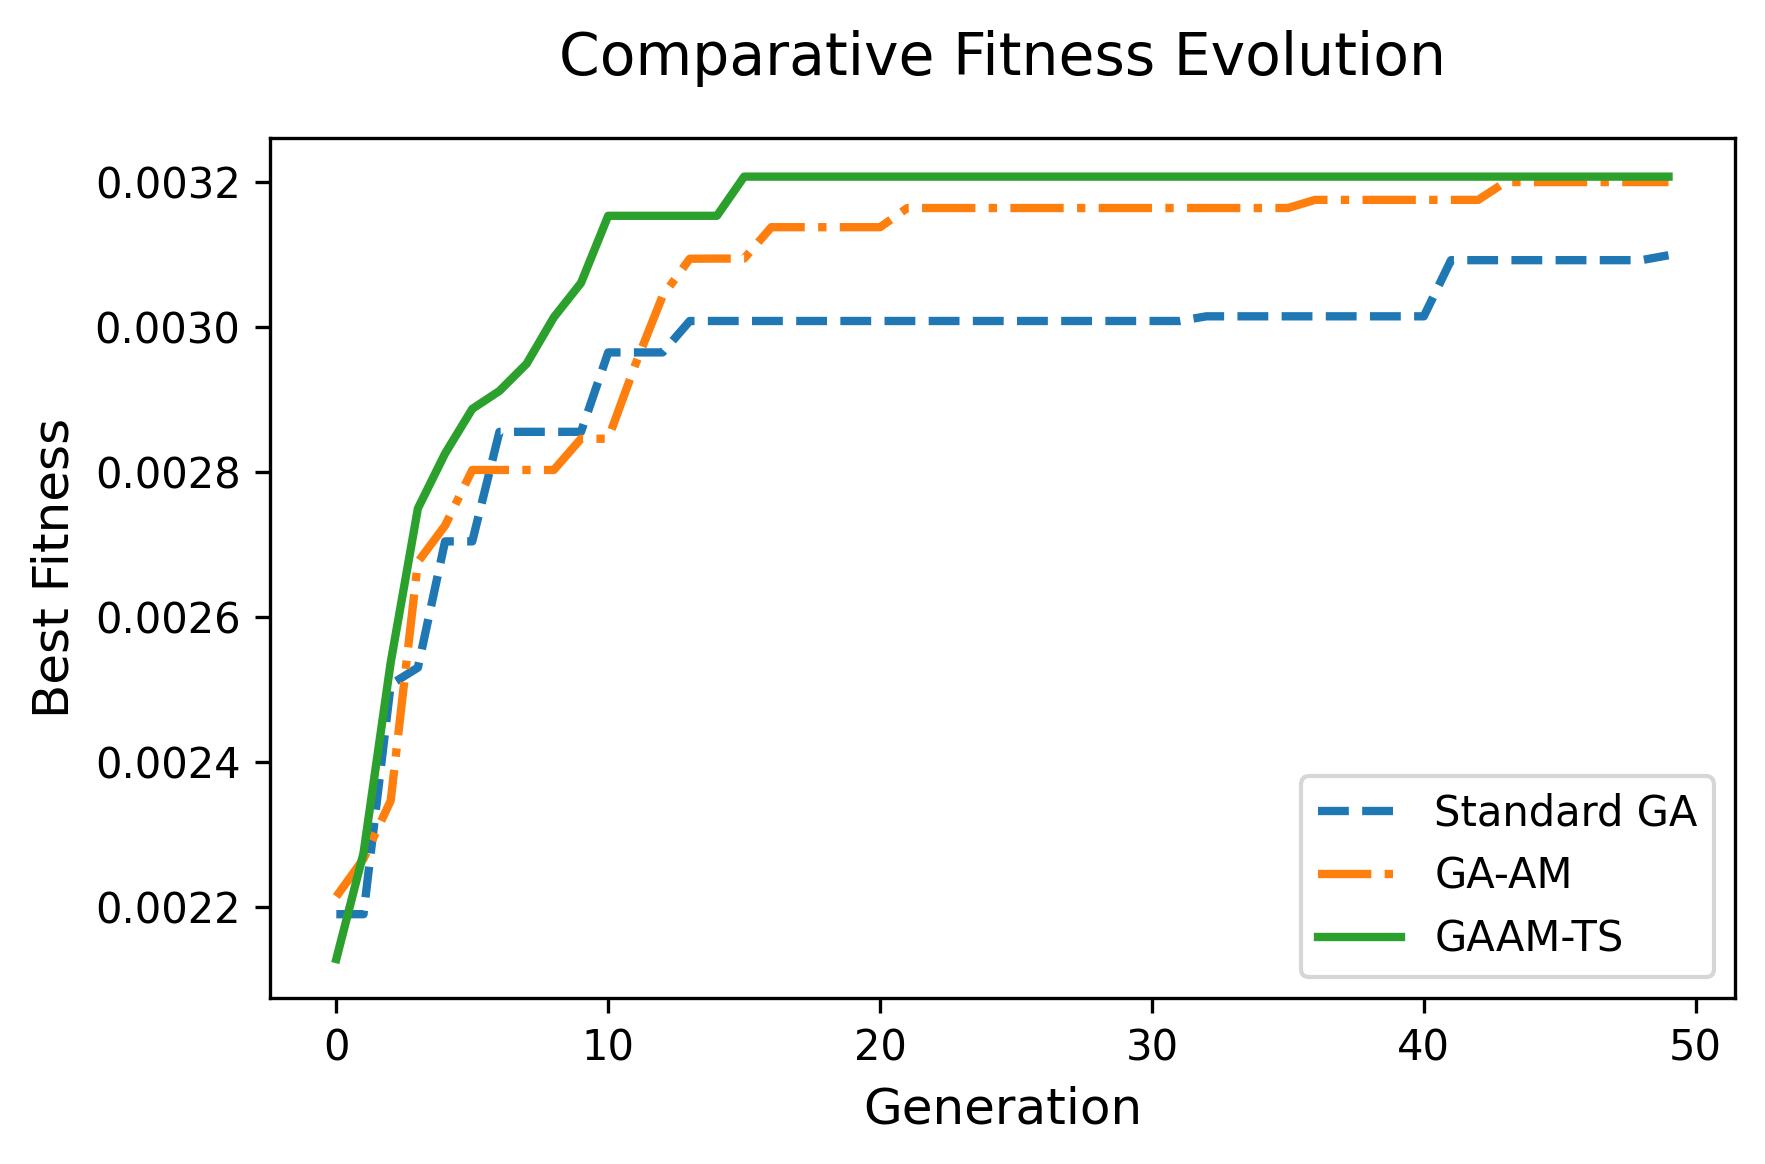 Comparative Fitness Evolution
0.0032
0.0030
0.0028
0.0026
0.0024
0.0022
Best Fitness
Standard GA
GA-AM
GAAM-TS
0 10 20 30 40 50
Generation